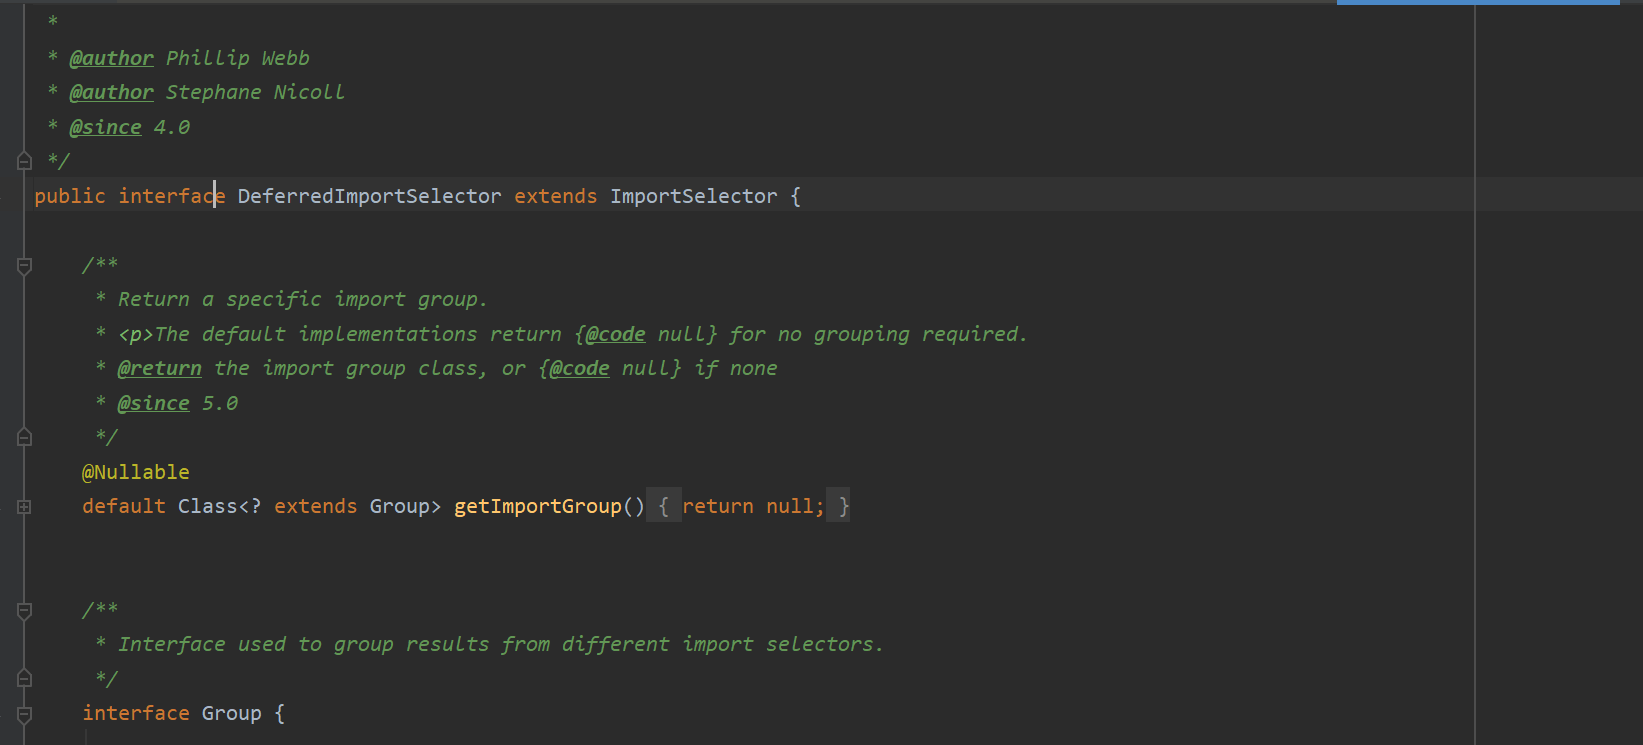 *
* @author Phillip Webb
* @author Stephane Nicoll
* @since 4.0
*/
public interface DeferredImportSelector extends ImportSelector {
/**
* Return a specific import group.
* <p>The default implementations return {@code null} for no grouping required.
* @return the import group class, or {@code null} if none
* @since 5.0
*/
@Nullable
default Class<? extends Group> getImportGroup() { return null; }
/**
* Interface used to group results from different import selectors.
*/
interface Group {